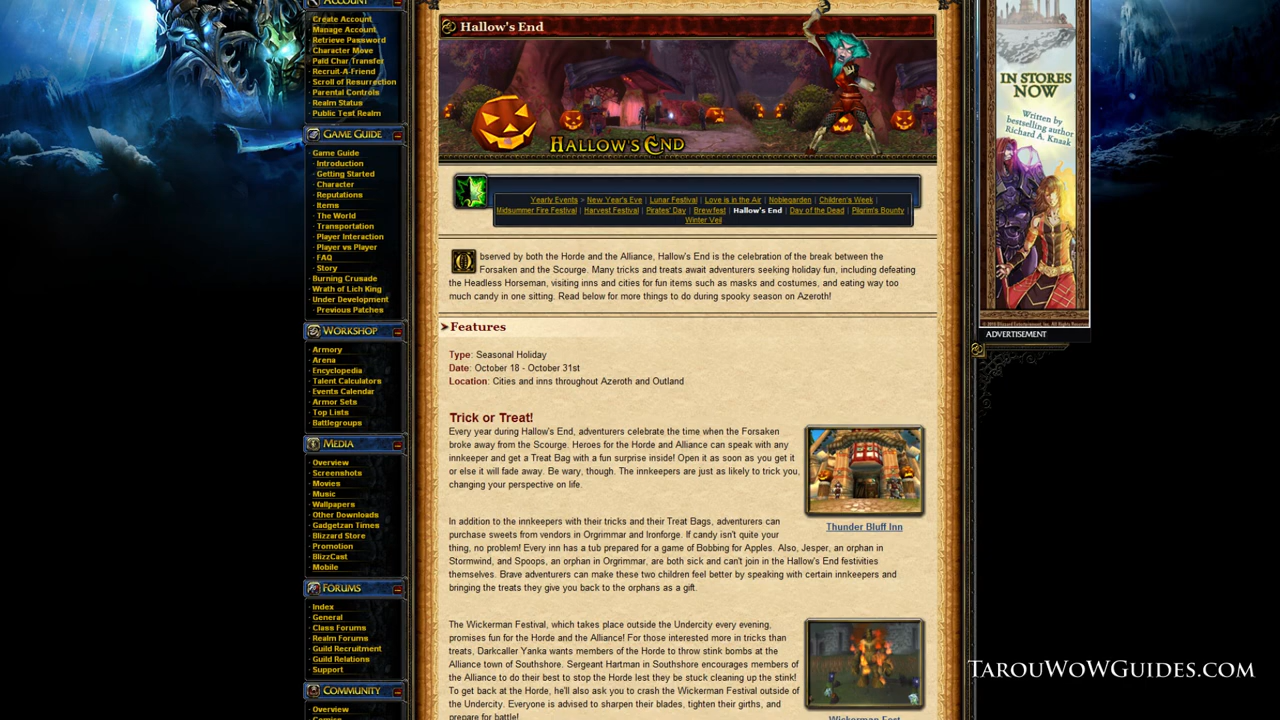 ACCOUNT
Create Account
Manage Account
Retrieve Password
Character Move
Paid Char Transfer
Recruit-A-Friend
Scroll of Resurrection
Parental Controls
Realm Status
Public Test Realm
GAME GUIDE
Game Guide
Introduction
Getting Started
Character
Reputations
Items
The World
Transportation
Player Interaction
Player vs Player
FAQ
Story
Burning Crusade
Wrath of Lich King
Under Development
Previous Patches
WORKSHOP
Armory
Arena
Encyclopedia
Talent Calculators
Events Calendar
Armor Sets
Top Lists
Battlegroups
MEDIA
Overview
Screenshots
Movies
Music
Wallpapers
Other Downloads
Gadgetzan Times
Blizzard Store
Promotion
BlizzCast
Mobile
FORUMS
Index
General
Class Forums
Realm Forums
Guild Recruitment
Guild Relations
Support
COMMUNITY
Overview
Hallow's End
HALLOW'S END
Yearly Events > New Year's Eve | Lunar Festival | Love is in the Air | Noblegarden | Children's Week |
Midsummer Fire Festival | Harvest Festival | Pirates' Day | Brewfest | Hallow's End | Day of the Dead | Pilgrim's Bounty |
Winter Veil
Observed by both the Horde and the Alliance, Hallow's End is the celebration of the break between the
Forsaken and the Scourge. Many tricks and treats await adventurers seeking holiday fun, including defeating
the Headless Horseman, visiting inns and cities for fun items such as masks and costumes, and eating way too
much candy in one sitting. Read below for more things to do during spooky season on Azeroth!
Features
Type: Seasonal Holiday
Date: October 18 - October 31st
Location: Cities and inns throughout Azeroth and Outland
Trick or Treat!
Every year during Hallow's End, adventurers celebrate the time when the Forsaken
broke away from the Scourge. Heroes for the Horde and Alliance can speak with any
innkeeper and get a Treat Bag with a fun surprise inside! Open it as soon as you get it
or else it will fade away. Be wary, though. The innkeepers are just as likely to trick you,
changing your perspective on life.
Thunder Bluff Inn
In addition to the innkeepers with their tricks and their Treat Bags, adventurers can
purchase sweets from vendors in Orgrimmar and Ironforge. If candy isn't quite your
thing, no problem! Every inn has a tub prepared for a game of Bobbing for Apples. Also, Jesper, an orphan in
Stormwind, and Spoops, an orphan in Orgrimmar, are both sick and can't join in the Hallow's End festivities
themselves. Brave adventurers can make these two children feel better by speaking with certain innkeepers and
bringing the treats they give you back to the orphans as a gift.
The Wickerman Festival, which takes place outside the Undercity every evening,
promises fun for the Horde and the Alliance! For those interested more in tricks than
treats, Darkcaller Yanka wants members of the Horde to throw stink bombs at the
Alliance town of Southshore. Sergeant Hartman in Southshore encourages members of
the Alliance to do their best to stop the Horde lest they be stuck cleaning up the stink!
To get back at the Horde, he'll also ask you to crash the Wickerman Festival outside of
the Undercity. Everyone is advised to sharpen their blades, tighten their girths, and
prepare for battle!
Wickerman Fest
IN STORES
NOW
Written by
bestselling author
Richard A. Knaak
ADVERTISEMENT
TAROUWOWGUIDES.COM